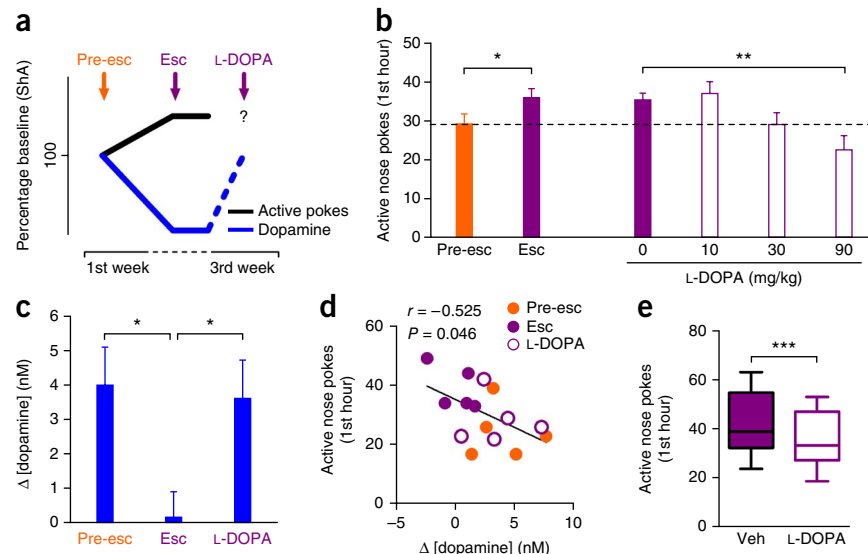 a
Pre-esc Esc L-DOPA
Percentage baseline (ShA)
100
?
Active pokes
Dopamine
1st week 3rd week
b
Active nose pokes (1st hour)
50
40
30
20
10
0
*
**
Pre-esc Esc 0 10 30 90
L-DOPA (mg/kg)
c
Δ [dopamine] (nM)
6
5
4
3
2
1
0
* *
Pre-esc Esc L-DOPA
d
r = −0.525
P = 0.046
Pre-esc
Esc
L-DOPA
Active nose pokes
(1st hour)
60
40
20
0
−5 0 5 10
Δ [dopamine] (nM)
e
Active nose pokes
(1st hour)
80
60
40
20
0
***
Veh L-DOPA